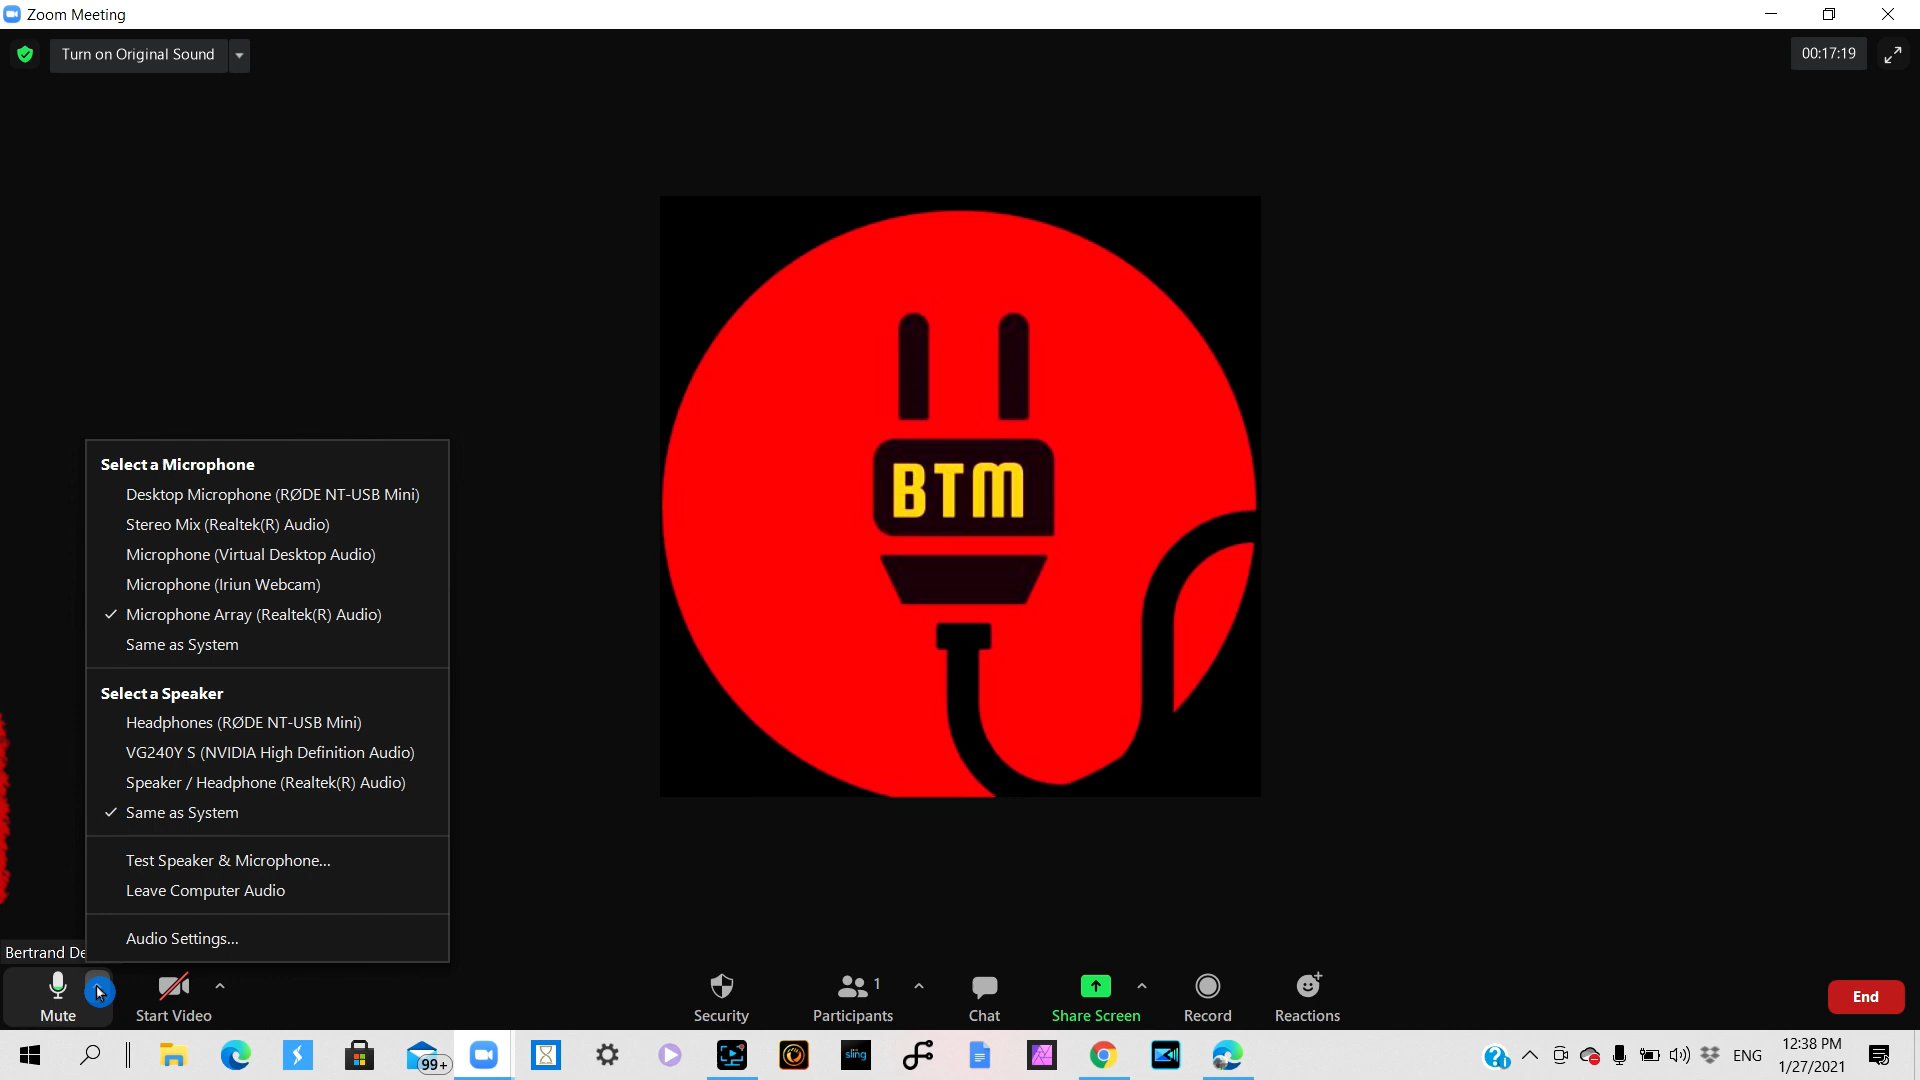 Zoom Meeting
Turn on Original Sound
00:17:19
BTM
Select a Microphone
Desktop Microphone (RØDE NT-USB Mini)
Stereo Mix (Realtek(R) Audio)
Microphone (Virtual Desktop Audio)
Microphone (Iriun Webcam)
Microphone Array (Realtek(R) Audio)
Same as System
Select a Speaker
Headphones (RØDE NT-USB Mini)
VG240Y S (NVIDIA High Definition Audio)
Speaker / Headphone (Realtek(R) Audio)
Same as System
Test Speaker & Microphone...
Leave Computer Audio
Audio Settings...
Bertrand De
Mute
Start Video
Security
1
Participants
Chat
Share Screen
Record
Reactions
End
99+
sling
ENG
12:38 PM
1/27/2021